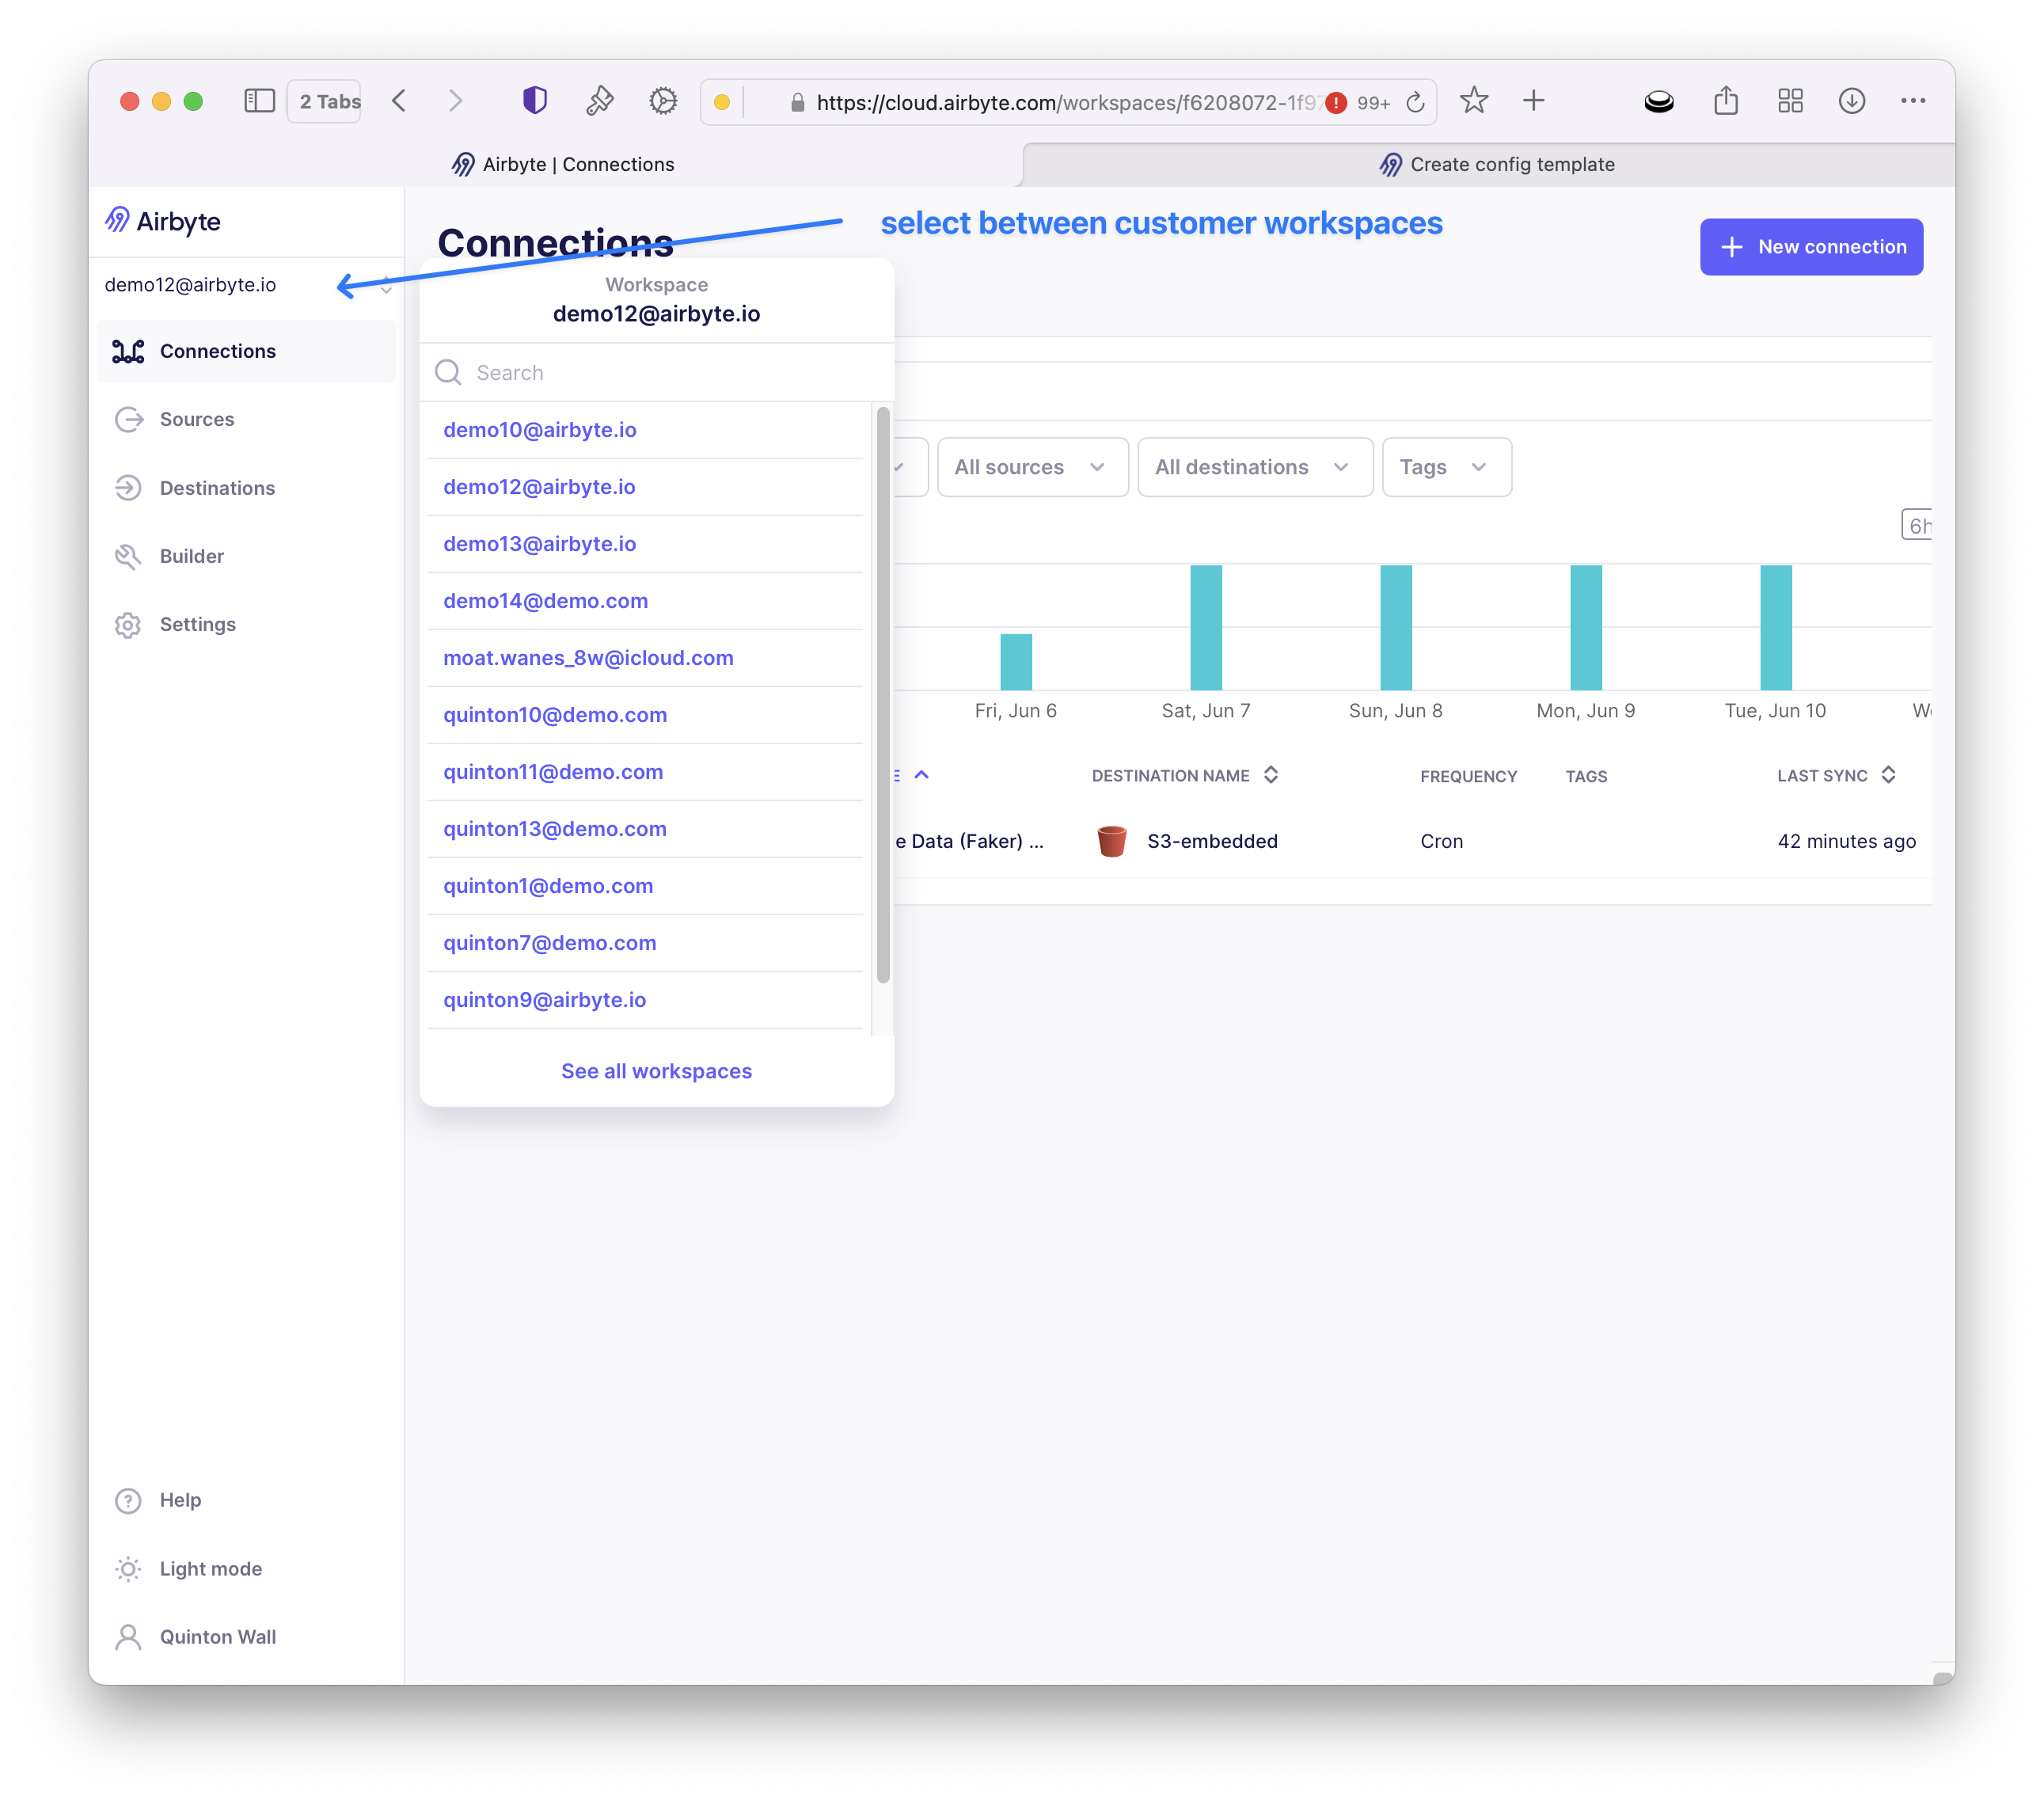 2 Tabs
https://cloud.airbyte.com/workspaces/f6208072-1f97
! 99+
Airbyte | Connections
Create config template
Airbyte
select between customer workspaces
Connections
New connection
demo12@airbyte.io
Workspace
demo12@airbyte.io
Connections
Search
Sources
Destinations
Builder
Settings
demo10@airbyte.io
demo12@airbyte.io
demo13@airbyte.io
demo14@demo.com
moat.wanes_8w@icloud.com
quinton10@demo.com
quinton11@demo.com
quinton13@demo.com
quinton1@demo.com
quinton7@demo.com
quinton9@airbyte.io
See all workspaces
All sources
All destinations
Tags
6h
Fri, Jun 6
Sat, Jun 7
Sun, Jun 8
Mon, Jun 9
Tue, Jun 10
DESTINATION NAME
FREQUENCY
TAGS
LAST SYNC
e Data (Faker) ...
S3-embedded
Cron
42 minutes ago
Help
Light mode
Quinton Wall